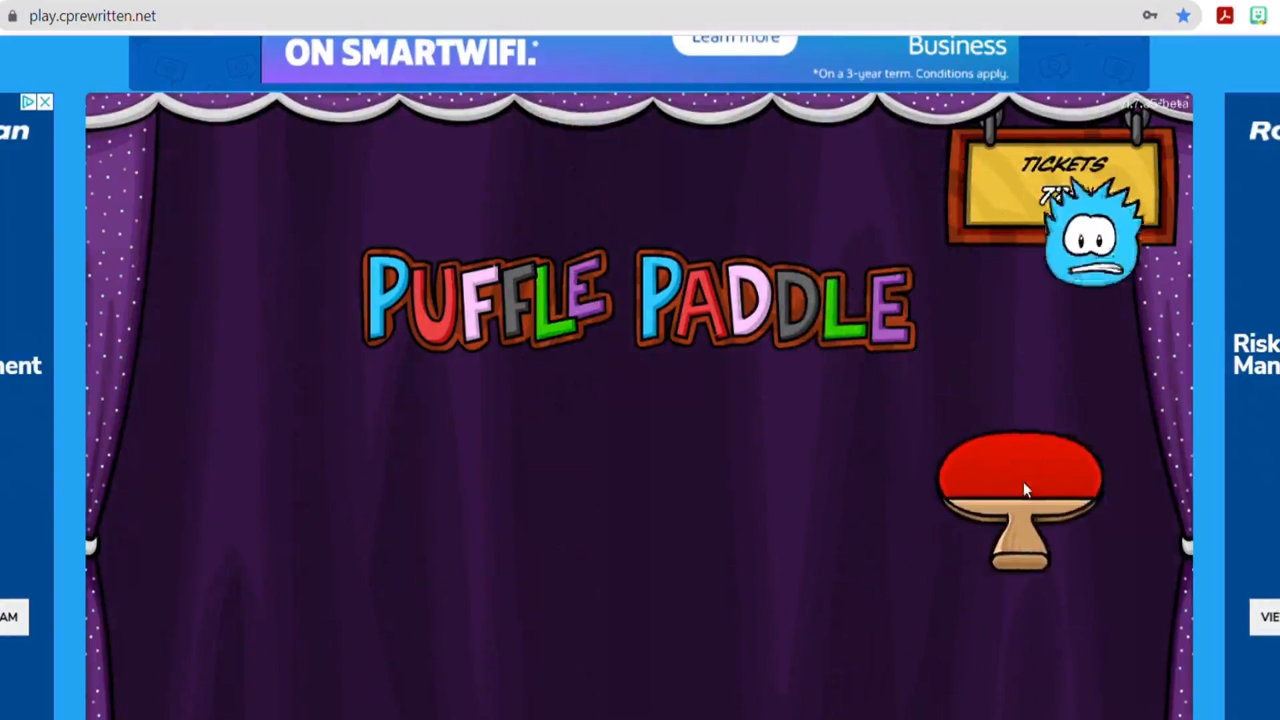 play.cprewritten.net
ON SMARTWIFI.*
Learn more
Business
*On a 3-year term. Conditions apply.
an
TICKETS
PUFFLE PADDLE
ent
Risk
Man
AM
VIE